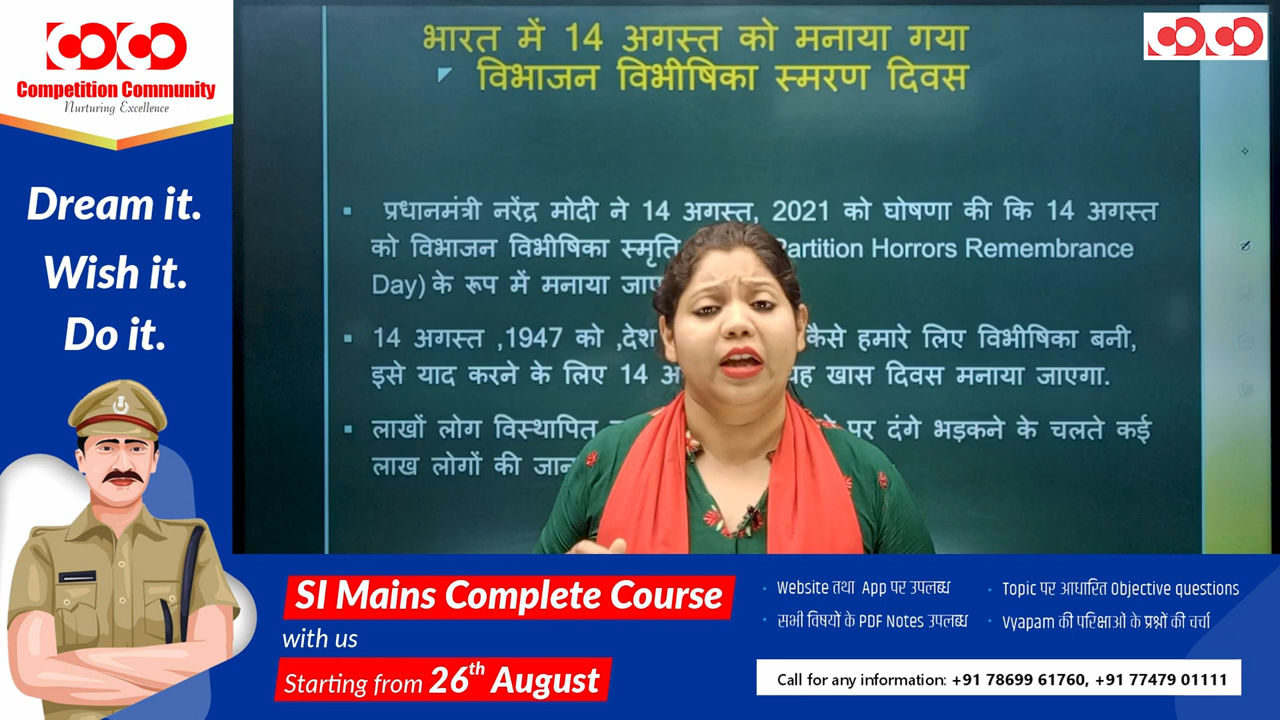 COCO
Competition Community
Nurturing Excellence
Dream it.
Wish it.
Do it.
COCO
भारत में 14 अगस्त को मनाया गया
विभाजन विभीषिका स्मरण दिवस
▪ प्रधानमंत्री नरेंद्र मोदी ने 14 अगस्त, 2021 को घोषणा की कि 14 अगस्त
को विभाजन विभीषिका स्मृति Partition Horrors Remembrance
Day) के रूप में मनाया
▪ 14 अगस्त ,1947 को ,देश कैसे हमारे लिए विभीषिका बनी,
इसे याद करने के लिए 14 खास दिवस मनाया जाएगा.
▪ लाखों लोग विस्थापित पर दंगे भड़कने के चलते कई
लाख लोगों की
SI Mains Complete Course
with us
Starting from 26th August
· Website तथा App पर उपलब्ध
· सभी विषयों के PDF Notes उपलब्ध
· Topic पर आधारित Objective questions
· Vyapam की परिक्षाओं के प्रश्नों की चर्चा
Call for any information: +91 78699 61760, +91 77479 01111